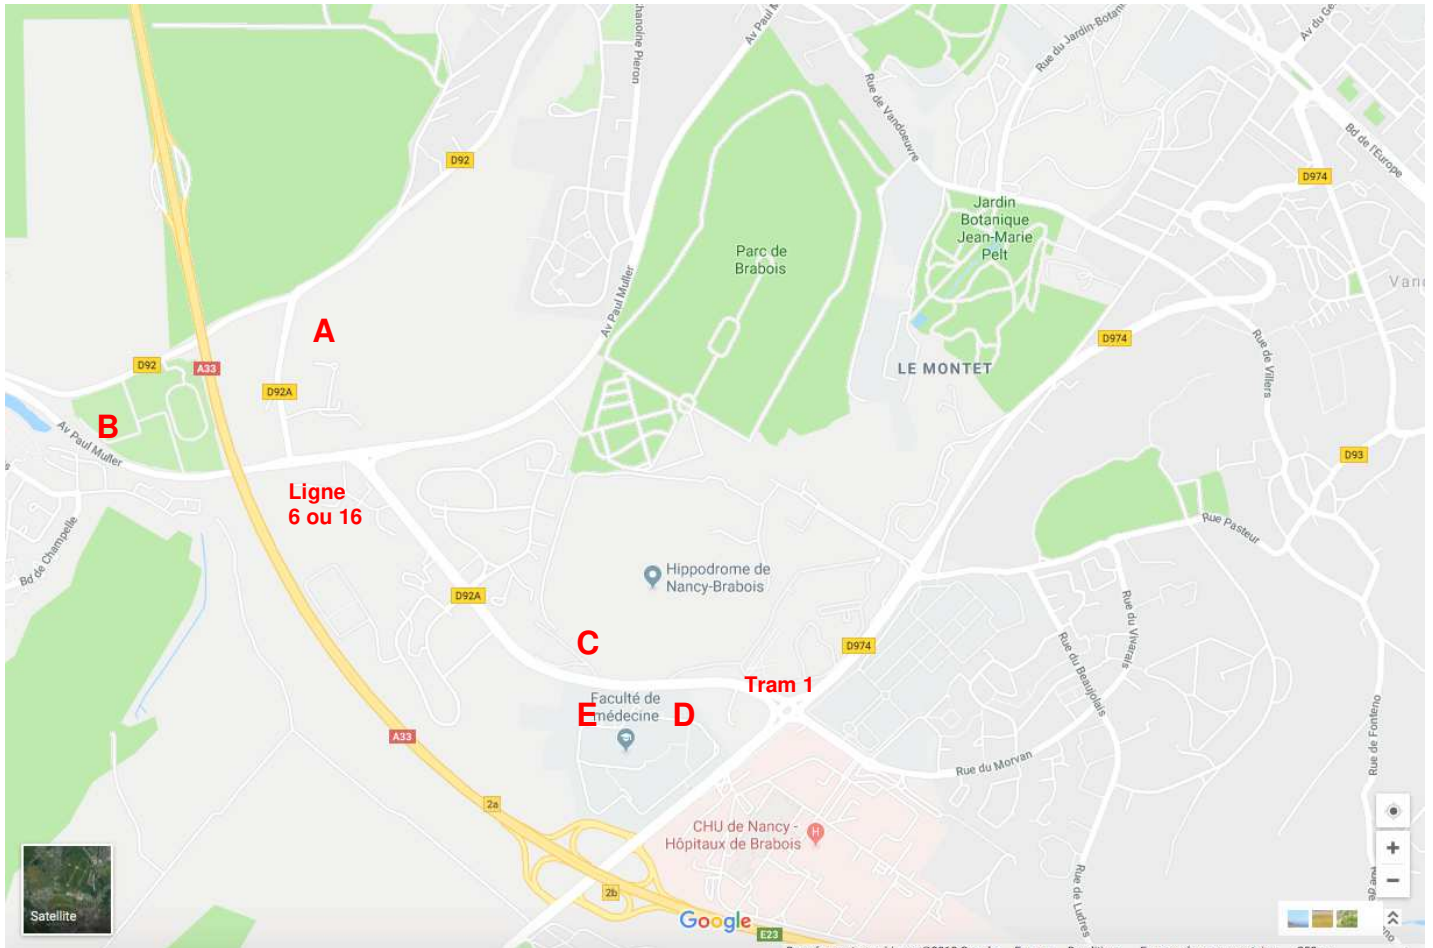 Chanoine Pieron
Av Paul M
Rue du Jardin-Botan
Av du Ge
Rue de Vandoeuvre
Bd de l'Europe
D92
D974
Jardin
Botanique
Jean-Marie
Pelt
Parc de
Brabois
Av Paul Muller
Vand
A
D974
Rue de Villers
D92
A33
LE MONTET
D92A
B
Av Paul Muller
D93
Ligne
6 ou 16
Rue Pasteur
Bd de Champelle
Hippodrome de
Nancy-Brabois
D92A
Rue du Vivarais
C
D974
Rue du Beaujolais
Tram 1
Faculté de
médecine
E
D
Rue de Fonteno
A33
Rue du Morvan
2a
CHU de Nancy -
Hôpitaux de Brabois
H
Rue de Ludres
+
−
2b
Satellite
Google
E23